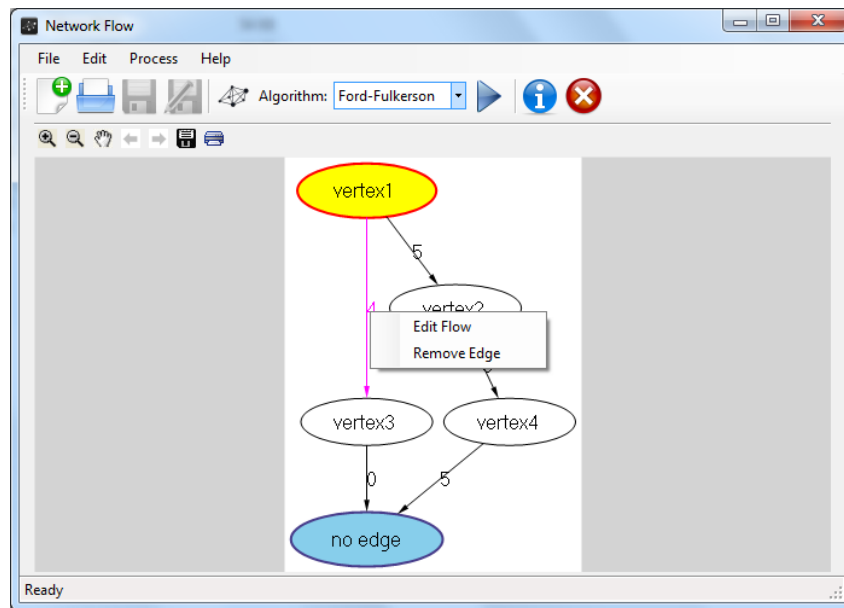 Network Flow
File Edit Process Help
Algorithm: Ford-Fulkerson
vertex1
5
4
vertex2
Edit Flow
Remove Edge
vertex3
vertex4
0
5
no edge
Ready